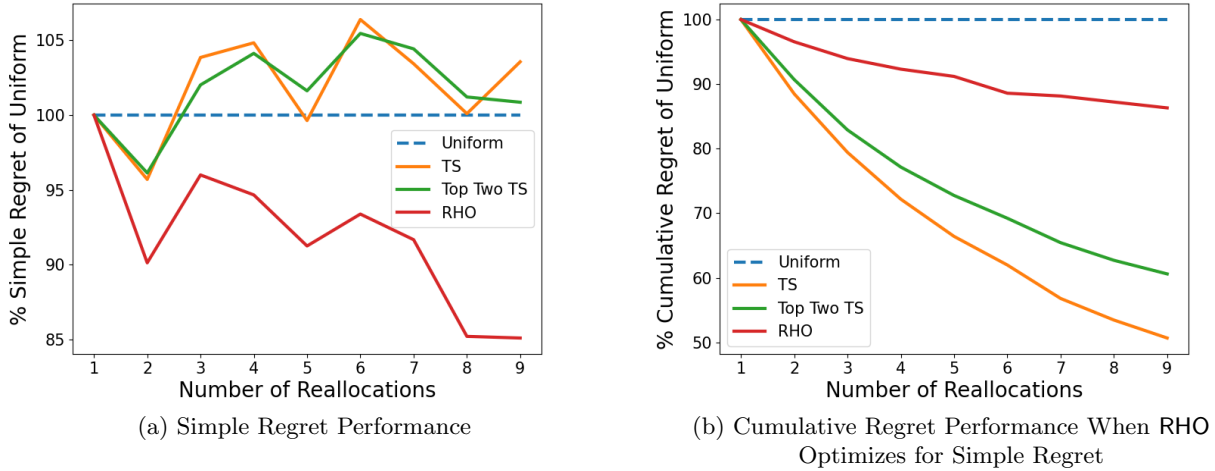 % Simple Regret of Uniform
105
100
95
90
85
Uniform
TS
Top Two TS
RHO
1 2 3 4 5 6 7 8 9
Number of Reallocations
(a) Simple Regret Performance
% Cumulative Regret of Uniform
100
90
80
70
60
50
Uniform
TS
Top Two TS
RHO
1 2 3 4 5 6 7 8 9
Number of Reallocations
(b) Cumulative Regret Performance When RHO
Optimizes for Simple Regret